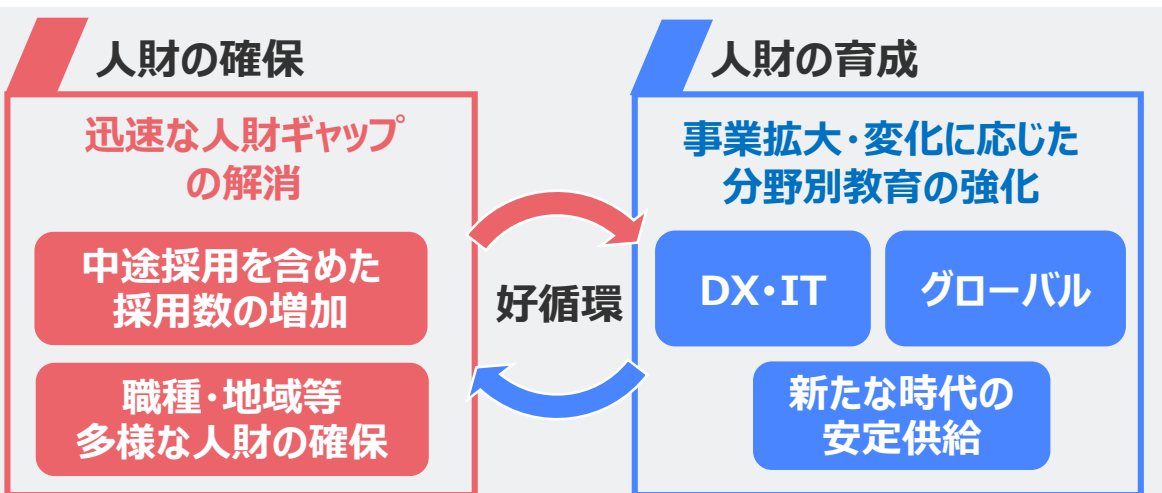 人財の確保
迅速な人財ギャップ
の解消
中途採用を含めた
採用数の増加
職種・地域等
多様な人財の確保
好循環
人財の育成
事業拡大・変化に応じた
分野別教育の強化
DX・IT
グローバル
新たな時代の
安定供給